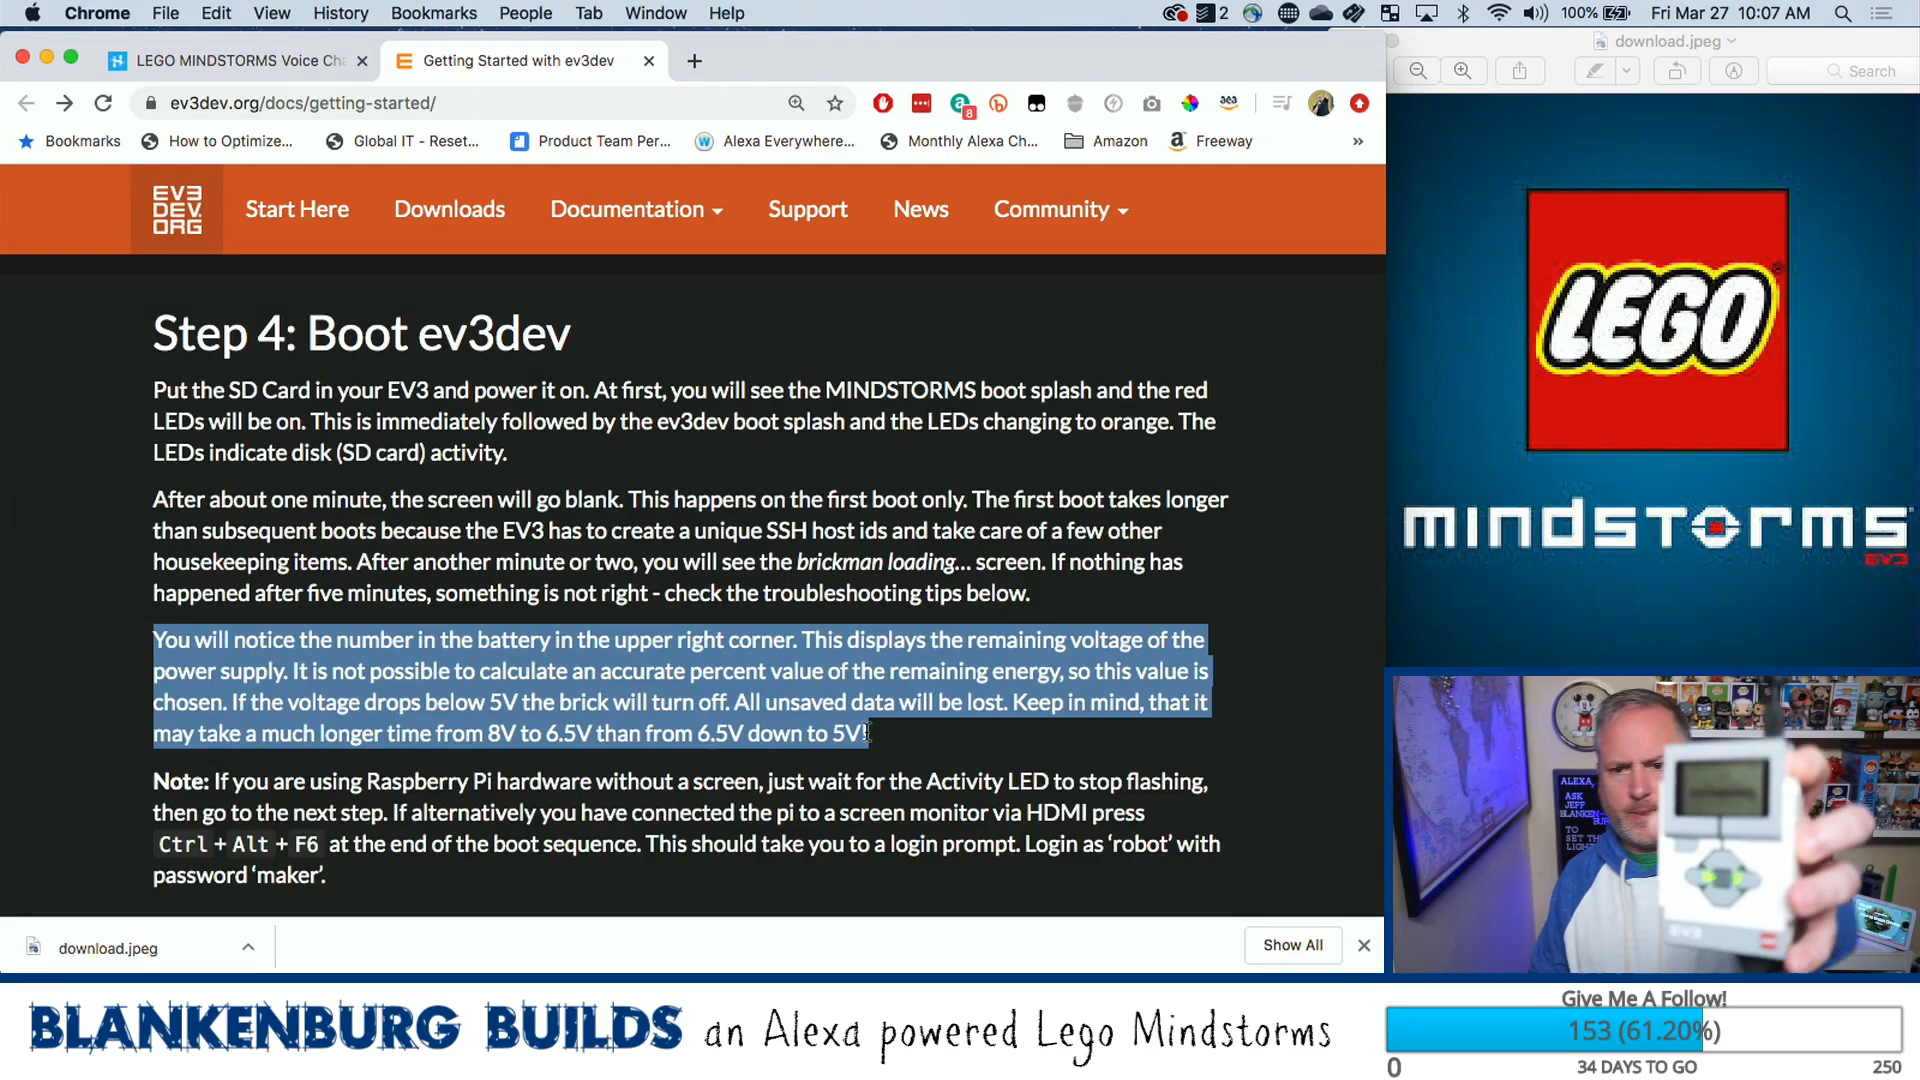 Chrome File Edit View History Bookmarks People Tab Window Help 2 100% Fri Mar 27 10:07 AM
LEGO MINDSTORMS Voice Cha
Getting Started with ev3dev
download.jpeg
ev3dev.org/docs/getting-started/
8
Search
Bookmarks How to Optimize... Global IT - Reset... Product Team Per... Alexa Everywhere... Monthly Alexa Ch... Amazon Freeway »
EV3
DEV.
ORG
Start Here Downloads Documentation Support News Community
Step 4: Boot ev3dev
Put the SD Card in your EV3 and power it on. At first, you will see the MINDSTORMS boot splash and the red
LEDs will be on. This is immediately followed by the ev3dev boot splash and the LEDs changing to orange. The
LEDs indicate disk (SD card) activity.
After about one minute, the screen will go blank. This happens on the first boot only. The first boot takes longer
than subsequent boots because the EV3 has to create a unique SSH host ids and take care of a few other
housekeeping items. After another minute or two, you will see the brickman loading... screen. If nothing has
happened after five minutes, something is not right - check the troubleshooting tips below.
You will notice the number in the battery in the upper right corner. This displays the remaining voltage of the
power supply. It is not possible to calculate an accurate percent value of the remaining energy, so this value is
chosen. If the voltage drops below 5V the brick will turn off. All unsaved data will be lost. Keep in mind, that it
may take a much longer time from 8V to 6.5V than from 6.5V down to 5V!
Note: If you are using Raspberry Pi hardware without a screen, just wait for the Activity LED to stop flashing,
then go to the next step. If alternatively you have connected the pi to a screen monitor via HDMI press
Ctrl + Alt + F6 at the end of the boot sequence. This should take you to a login prompt. Login as ‘robot’ with
password ‘maker’.
download.jpeg
Show All
LEGO
mindstorms
EV3
ALEXA,
ASK
JEFF
BLANKEN-
TO
SET THE
EV3
BLANKENBURG BUILDS an Alexa powered Lego Mindstorms
Give Me A Follow!
153 (61.20%)
0 34 DAYS TO GO 250